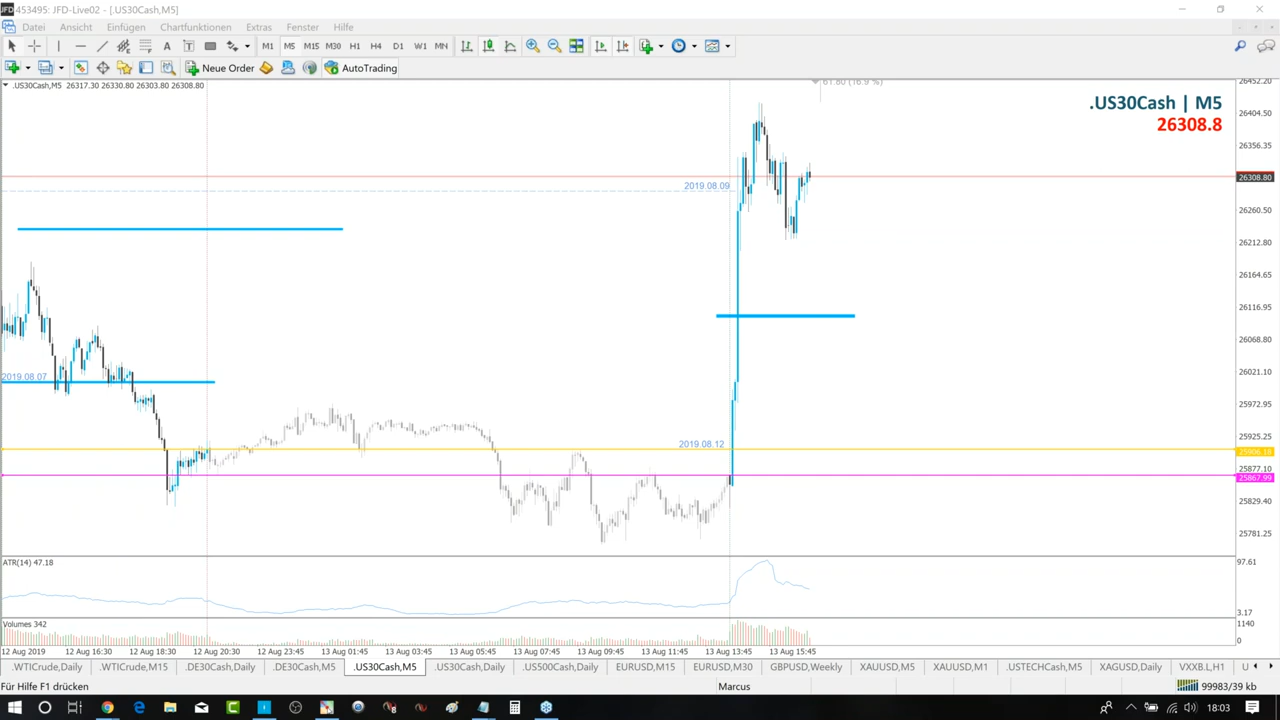 453495: JFD-Live02 - [.US30Cash,M5]
Datei Ansicht Einfügen Chartfunktionen Extras Fenster Hilfe
A T M1 M5 M15 M30 H1 H4 D1 W1 MN
Neue Order AutoTrading
.US30Cash,M5 26317.30 26330.80 26303.80 26308.80
61.80 (16.9 %)
26452.20
.US30Cash | M5
26308.8
26404.50
26356.35
26308.80
2019.08.09
26260.50
26212.80
26164.65
26116.95
26068.80
2019.08.07
26021.10
25972.95
25925.25
2019.08.12
25906.18
25877.10
25867.99
25829.40
25781.25
ATR(14) 47.18
97.61
3.17
Volumes 342
1140
0
12 Aug 2019 12 Aug 16:30 12 Aug 18:30 12 Aug 20:30 12 Aug 22:45 13 Aug 01:45 13 Aug 03:45 13 Aug 05:45 13 Aug 07:45 13 Aug 09:45 13 Aug 11:45 13 Aug 13:45 13 Aug 15:45
.WTICrude,Daily .WTICrude,M15 .DE30Cash,Daily .DE30Cash,M5 .US30Cash,M5 .US30Cash,Daily .US500Cash,Daily EURUSD,M15 EURUSD,M30 GBPUSD,Weekly XAUUSD,M5 XAUUSD,M1 .USTECHCash,M5 XAGUSD,Daily VXXB.L,H1 U
Für Hilfe F1 drücken Marcus 99983/39 kb
18:03